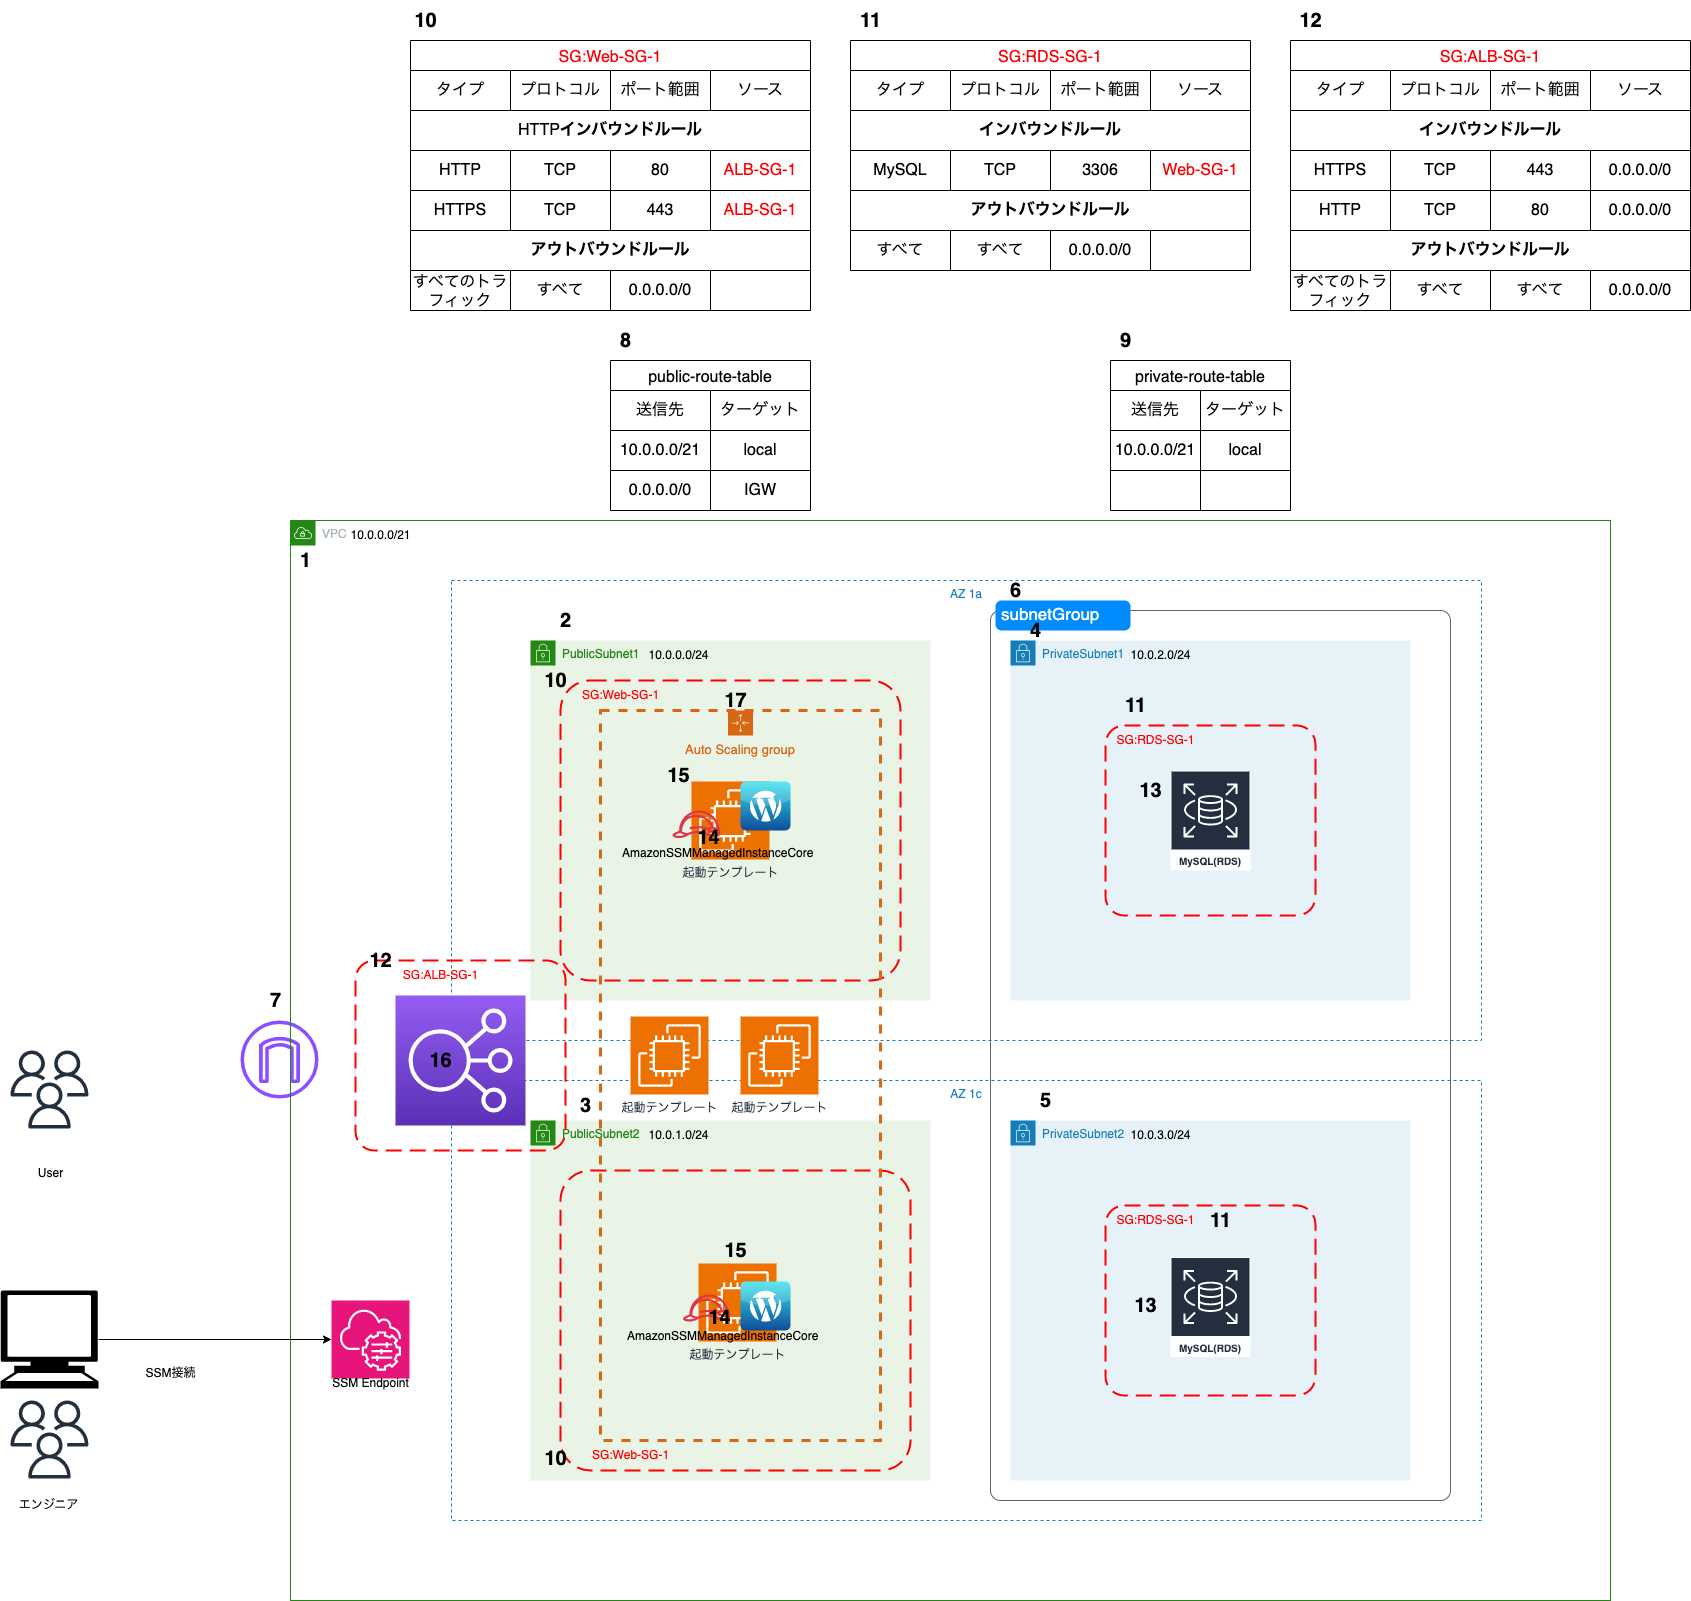 10
SG:Web-SG-1
タイプ プロトコル ポート範囲 ソース
HTTPインバウンドルール
HTTP TCP 80 ALB-SG-1
HTTPS TCP 443 ALB-SG-1
アウトバウンドルール
すべてのトラ
フィック すべて 0.0.0.0/0
11
SG:RDS-SG-1
タイプ プロトコル ポート範囲 ソース
インバウンドルール
MySQL TCP 3306 Web-SG-1
アウトバウンドルール
すべて すべて 0.0.0.0/0
12
SG:ALB-SG-1
タイプ プロトコル ポート範囲 ソース
インバウンドルール
HTTPS TCP 443 0.0.0.0/0
HTTP TCP 80 0.0.0.0/0
アウトバウンドルール
すべてのトラ
フィック すべて すべて 0.0.0.0/0
8
public-route-table
送信先 ターゲット
10.0.0.0/21 local
0.0.0.0/0 IGW
9
private-route-table
送信先 ターゲット
10.0.0.0/21 local
VPC 10.0.0.0/21
1
AZ 1a
6
subnetGroup
2
PublicSubnet1 10.0.0.0/24
10
SG:Web-SG-1
17
Auto Scaling group
15
14
AmazonSSMManagedInstanceCore
起動テンプレート
4
PrivateSubnet1 10.0.2.0/24
11
SG:RDS-SG-1
13
MySQL(RDS)
12
SG:ALB-SG-1
7
16
User
起動テンプレート
起動テンプレート
AZ 1c
3
PublicSubnet2 10.0.1.0/24
15
14
AmazonSSMManagedInstanceCore
起動テンプレート
10
SG:Web-SG-1
5
PrivateSubnet2 10.0.3.0/24
SG:RDS-SG-1 11
13
MySQL(RDS)
SSM接続
SSM Endpoint
エンジニア